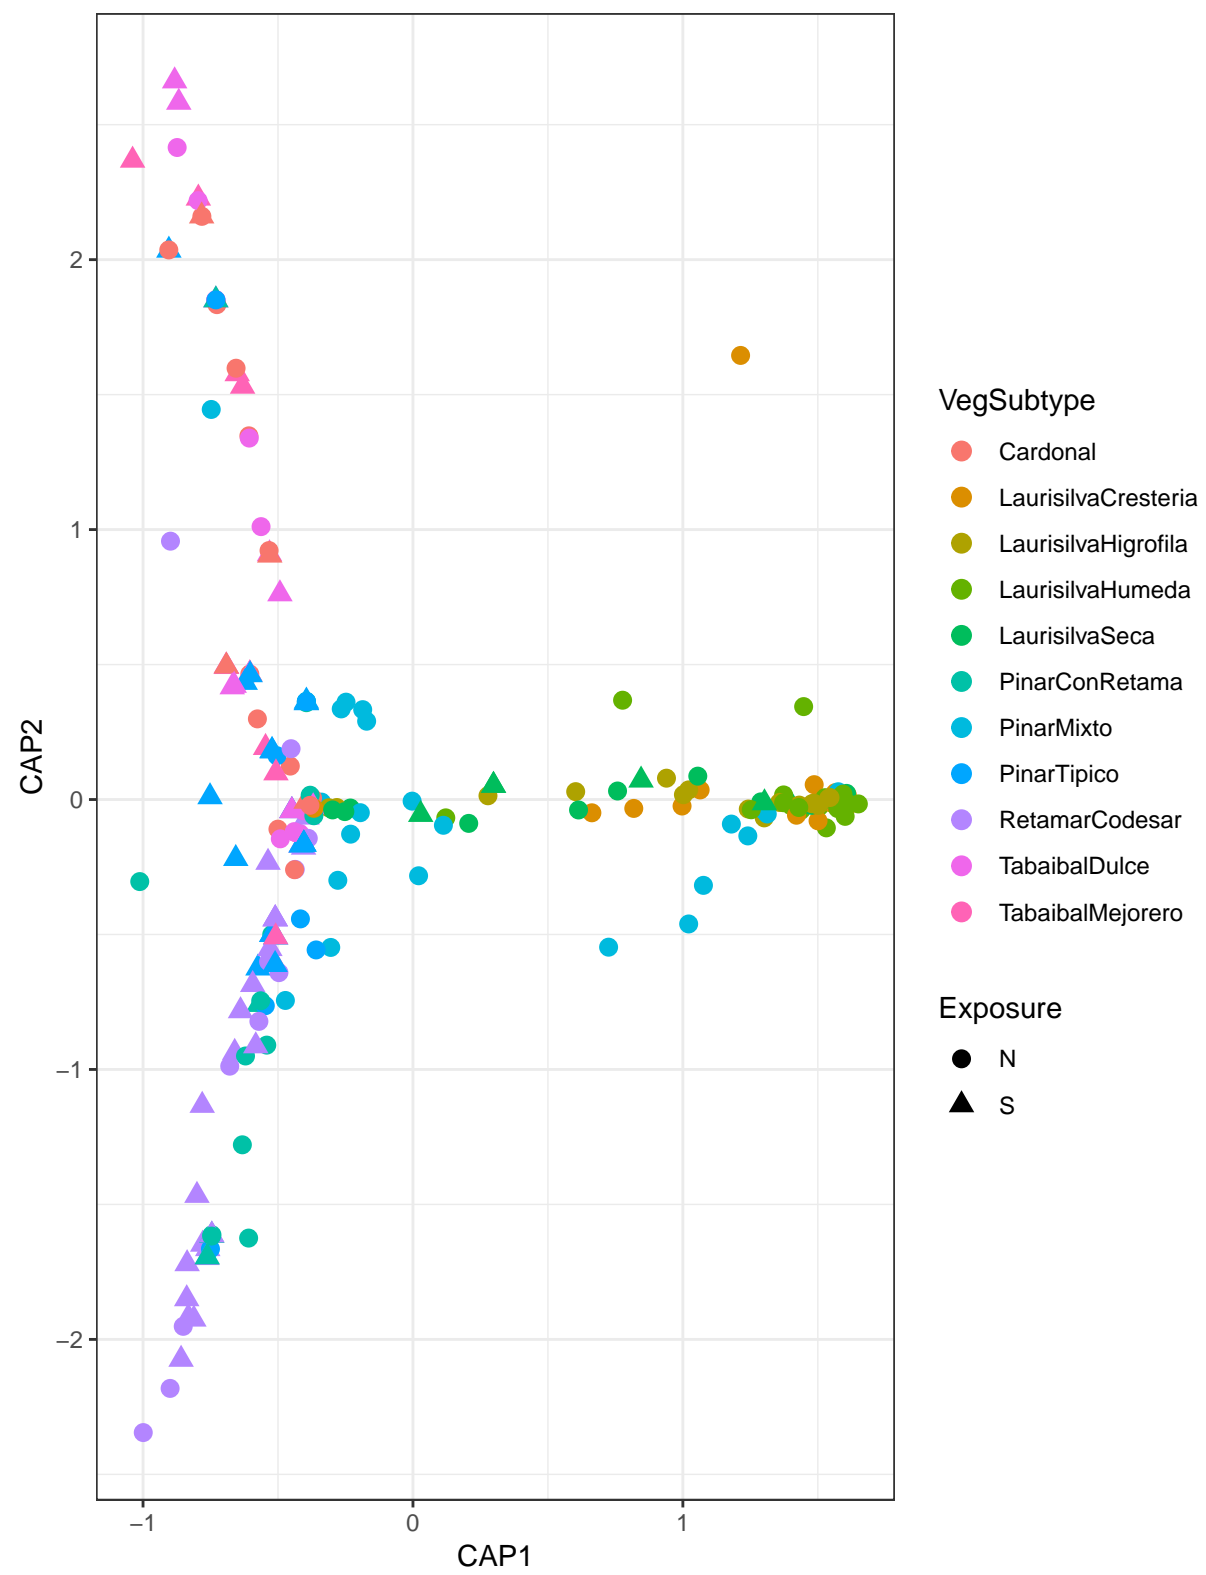 2
1
0
−1
−2
CAP2
−1
0
1
CAP1
VegSubtype
Cardonal
LaurisilvaCresteria
LaurisilvaHigrofila
LaurisilvaHumeda
LaurisilvaSeca
PinarConRetama
PinarMixto
PinarTipico
RetamarCodesar
TabaibalDulce
TabaibalMejorero
Exposure
N
S